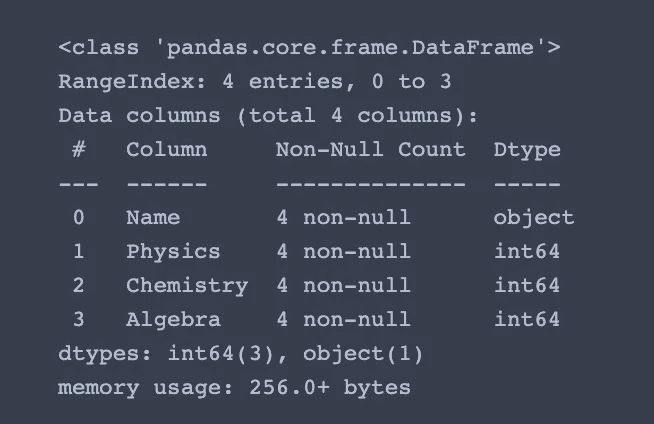 <class 'pandas.core.frame.DataFrame'>
RangeIndex: 4 entries, 0 to 3
Data columns (total 4 columns):
 #   Column     Non-Null Count  Dtype
---  ------     --------------  -----
 0   Name       4 non-null      object
 1   Physics    4 non-null      int64
 2   Chemistry  4 non-null      int64
 3   Algebra    4 non-null      int64
dtypes: int64(3), object(1)
memory usage: 256.0+ bytes